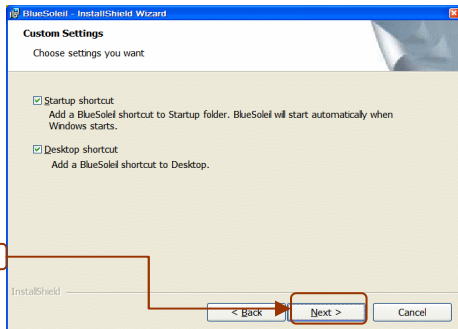 BlueSoleil - InstallShield Wizard
Custom Settings
Choose settings you want
Startup shortcut
Add a BlueSoleil shortcut to Startup folder. BlueSoleil will start automatically when
Windows starts.
Desktop shortcut
Add a BlueSoleil shortcut to Desktop.
InstallShield
< Back
Next >
Cancel